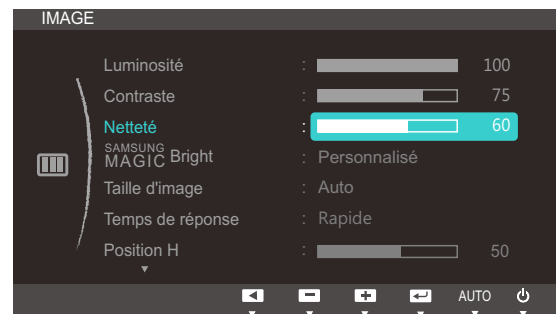 IMAGE
Luminosité : 100
Contraste : 75
Netteté : 60
SAMSUNG
MAGIC Bright : Personnalisé
Taille d'image : Auto
Temps de réponse : Rapide
Position H : 50
AUTO